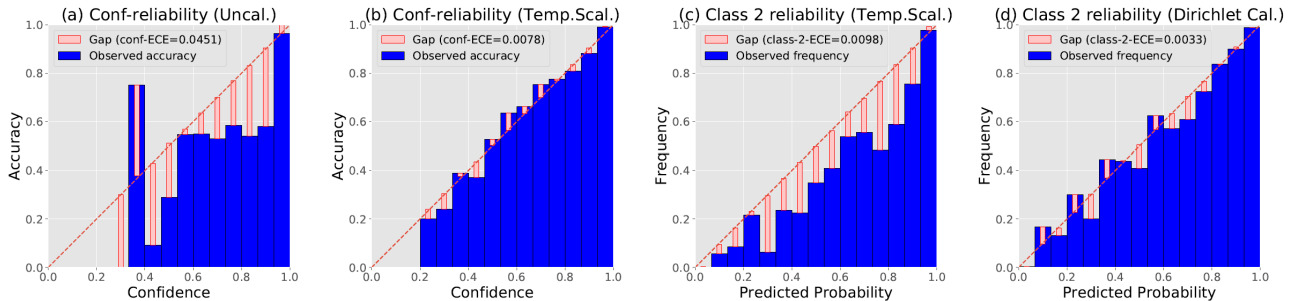 (a) Conf-reliability (Uncal.)
Gap (conf-ECE=0.0451)
Observed accuracy
Accuracy
1.0
0.8
0.6
0.4
0.2
0.0
0.0 0.2 0.4 0.6 0.8 1.0
Confidence
(b) Conf-reliability (Temp.Scal.)
Gap (conf-ECE=0.0078)
Observed accuracy
Accuracy
1.0
0.8
0.6
0.4
0.2
0.0
0.0 0.2 0.4 0.6 0.8 1.0
Confidence
(c) Class 2 reliability (Temp.Scal.)
Gap (class-2-ECE=0.0098)
Observed frequency
Frequency
1.0
0.8
0.6
0.4
0.2
0.0
0.0 0.2 0.4 0.6 0.8 1.0
Predicted Probability
(d) Class 2 reliability (Dirichlet Cal.)
Gap (class-2-ECE=0.0033)
Observed frequency
Frequency
1.0
0.8
0.6
0.4
0.2
0.0
0.0 0.2 0.4 0.6 0.8 1.0
Predicted Probability